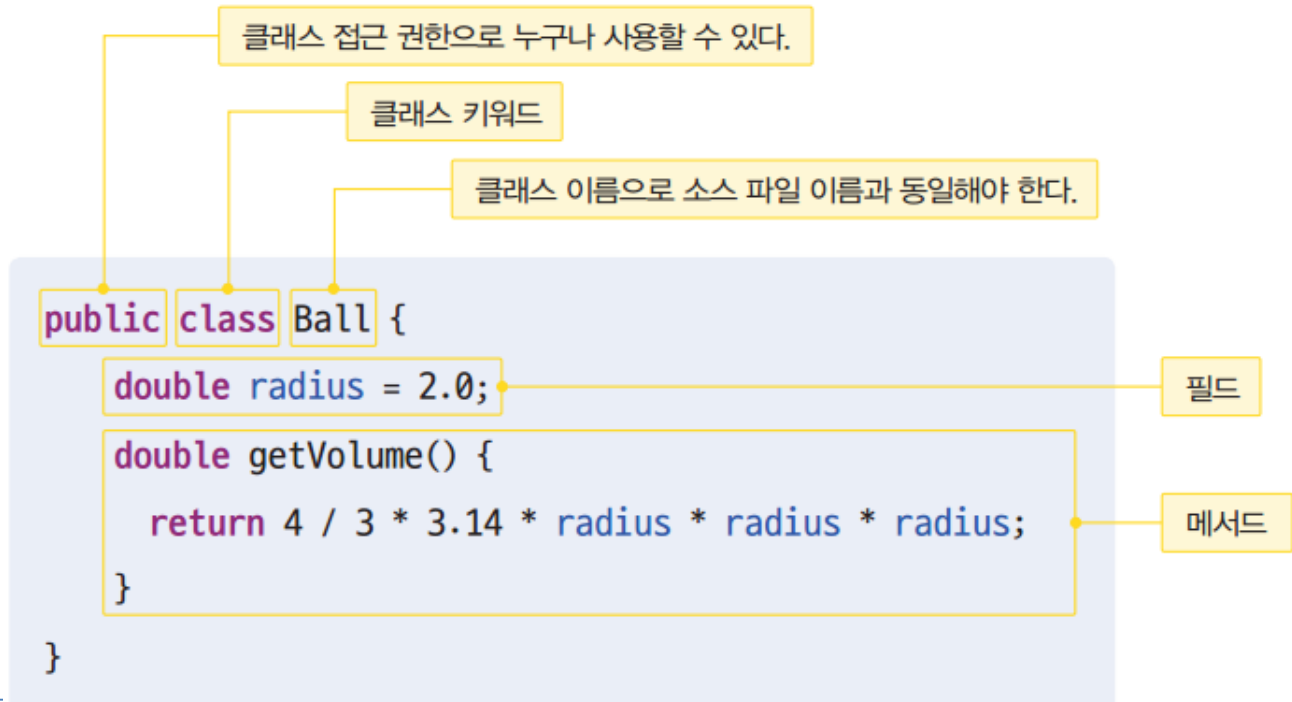 클래스 접근 권한으로 누구나 사용할 수 있다.
클래스 키워드
클래스 이름으로 소스 파일 이름과 동일해야 한다.
public class Ball {
double radius = 2.0;
필드
double getVolume() {
return 4 / 3 * 3.14 * radius * radius * radius;
메서드
}
}